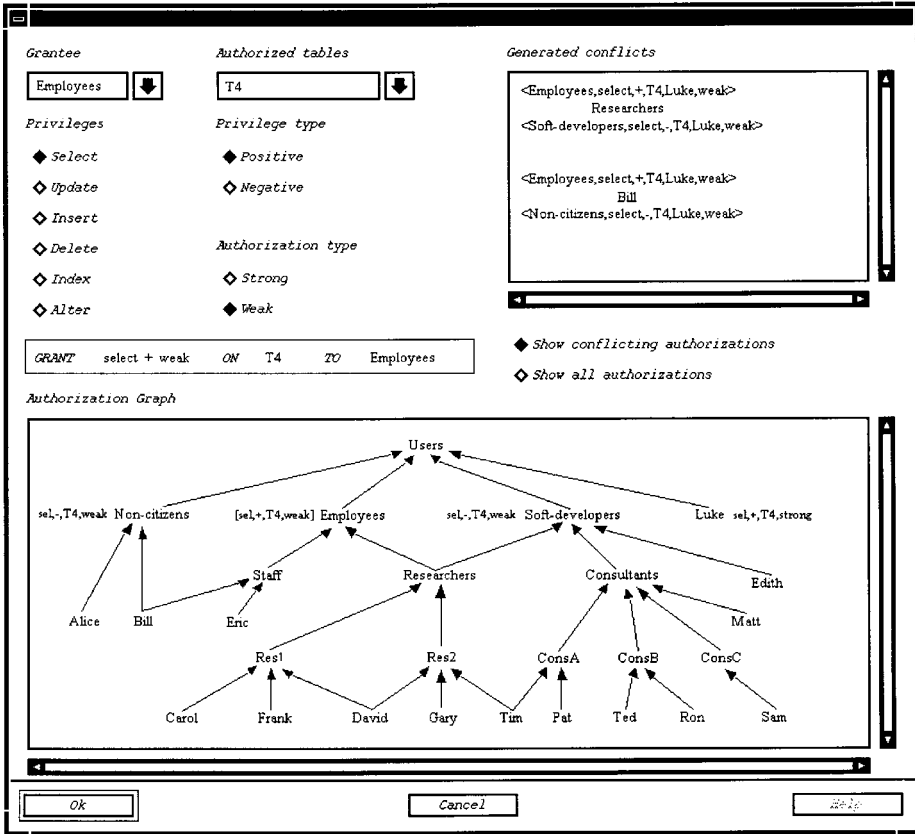 Grantee
Authorized tables
Generated conflicts
Employees
T4
<Employees,select,+,T4,Luke,weak>
Researchers
<Soft-developers,select,-,T4,Luke,weak>
<Employees,select,+,T4,Luke,weak>
Bill
<Non-citizens,select,-,T4,Luke,weak>
Privileges
Privilege type
Select
Positive
Update
Negative
Insert
Delete
Authorization type
Index
Strong
Alter
Weak
GRANT select + weak ON T4 TO Employees
Show conflicting authorizations
Show all authorizations
Authorization Graph
Users
sel,-,T4,weak Non-citizens [sel,+,T4,weak] Employees sel,-,T4,weak Soft-developers Luke sel,+,T4,strong
Staff Researchers Consultants Edith
Alice Bill Eric Matt
Res1 Res2 ConsA ConsB ConsC
Carol Frank David Gary Tim Pat Ted Ron Sam
Ok Cancel Help